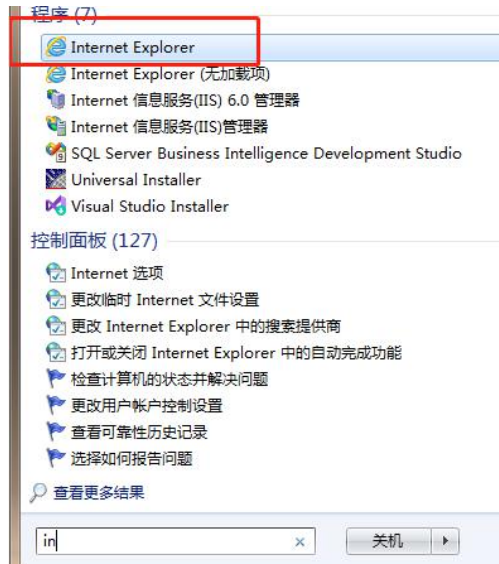 程序 (7)
Internet Explorer
Internet Explorer (无加载项)
Internet 信息服务(IIS) 6.0 管理器
Internet 信息服务(IIS)管理器
SQL Server Business Intelligence Development Studio
Universal Installer
Visual Studio Installer
控制面板 (127)
Internet 选项
更改临时 Internet 文件设置
更改 Internet Explorer 中的搜索提供商
打开或关闭 Internet Explorer 中的自动完成功能
检查计算机的状态并解决问题
更改用户帐户控制设置
查看可靠性历史记录
选择如何报告问题
查看更多结果
in
关机